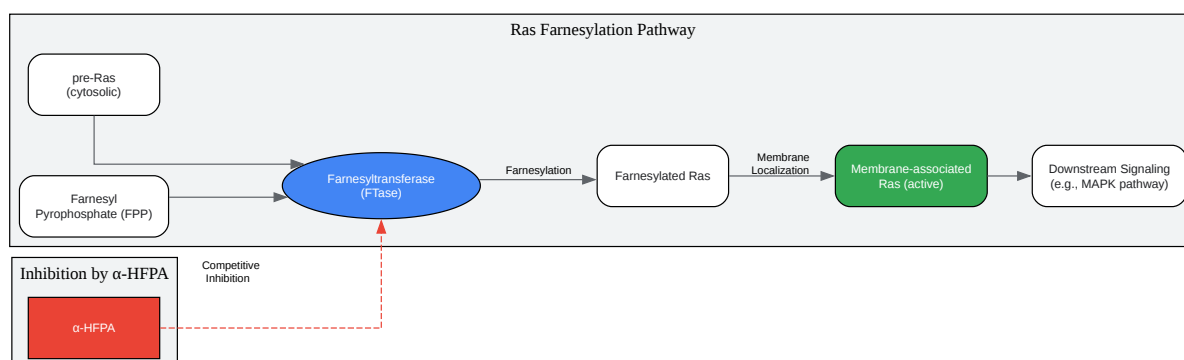 Ras Farnesylation Pathway
pre-Ras
(cytosolic)
Farnesyl
Pyrophosphate (FPP)
Farnesyltransferase
(FTase)
Farnesylation
Farnesylated Ras
Membrane
Localization
Membrane-associated
Ras (active)
Downstream Signaling
(e.g., MAPK pathway)
Inhibition by α-HFPA
α-HFPA
Competitive
Inhibition